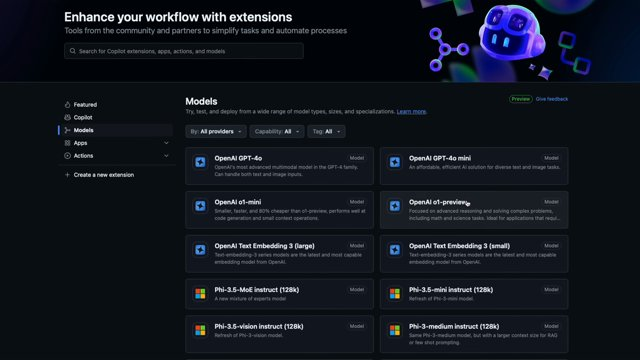 Enhance your workflow with extensions
Tools from the community and partners to simplify tasks and automate processes
Search for Copilot extensions, apps, actions, and models
Featured
Copilot
Models
Apps
Actions
Create a new extension
Models
Preview
Give feedback
Try, test, and deploy from a wide range of model types, sizes, and specializations. Learn more.
By: All providers
Capability: All
Tag: All
OpenAI GPT-4o
Model
OpenAI's most advanced multimodal model in the GPT-4 family.
Can handle both text and image inputs.
OpenAI GPT-4o mini
Model
An affordable, efficient AI solution for diverse text and image tasks.
OpenAI o1-mini
Model
Smaller, faster, and 80% cheaper than o1-preview, performs well at
code generation and small context operations.
OpenAI o1-preview
Model
Focused on advanced reasoning and solving complex problems,
including math and science tasks. Ideal for applications that requi...
OpenAI Text Embedding 3 (large)
Model
Text-embedding-3 series models are the latest and most capable
embedding model from OpenAI.
OpenAI Text Embedding 3 (small)
Model
Text-embedding-3 series models are the latest and most capable
embedding model from OpenAI.
Phi-3.5-MoE instruct (128k)
Model
A new mixture of experts model
Phi-3.5-mini instruct (128k)
Model
Refresh of Phi-3-mini model.
Phi-3.5-vision instruct (128k)
Model
Refresh of Phi-3-vision model.
Phi-3-medium instruct (128k)
Model
Same Phi-3-medium model, but with a larger context size for RAG
or few shot prompting.